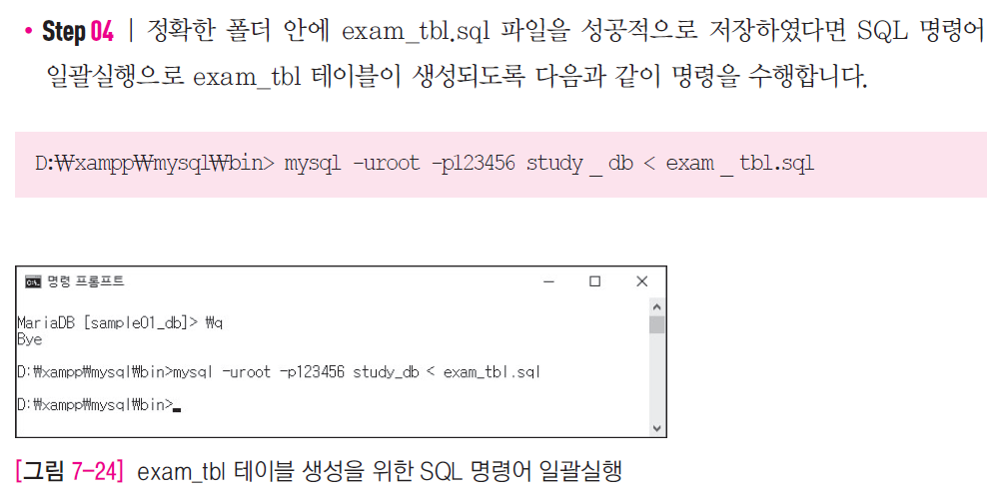 • Step 04 | 정확한 폴더 안에 exam_tbl.sql 파일을 성공적으로 저장하였다면 SQL 명령어
일괄실행으로 exam_tbl 테이블이 생성되도록 다음과 같이 명령을 수행합니다.
D:₩xampp₩mysql₩bin> mysql -uroot -p123456 study _ db < exam _ tbl.sql
명령 프롬프트
MariaDB [sample01_db]> ₩q
Bye
D:₩xampp₩mysql₩bin>mysql -uroot -p123456 study_db < exam_tbl.sql
D:₩xampp₩mysql₩bin>
[그림 7-24] exam_tbl 테이블 생성을 위한 SQL 명령어 일괄실행